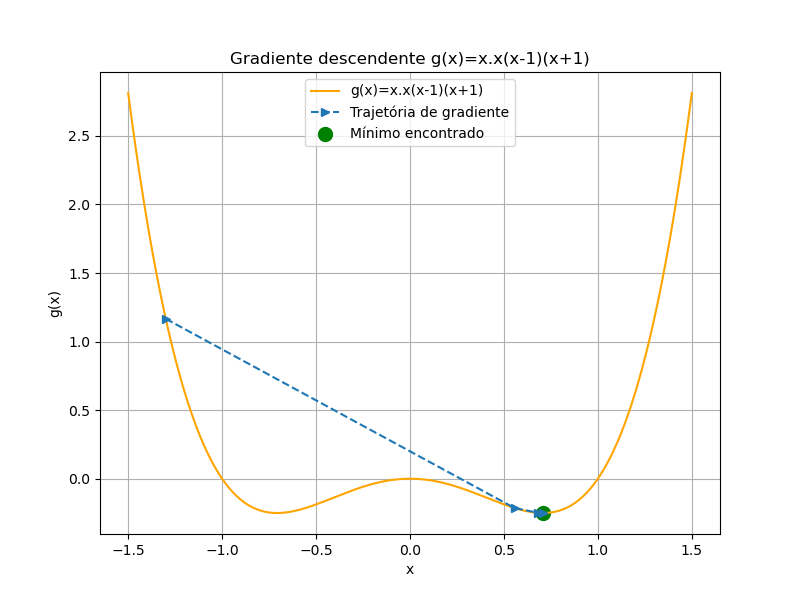 Gradiente descendente g(x)=x.x(x-1)(x+1)
g(x)=x.x(x-1)(x+1)
Trajetória de gradiente
Mínimo encontrado
2.5
2.0
1.5
1.0
0.5
0.0
g(x)
−1.5 −1.0 −0.5 0.0 0.5 1.0 1.5
x